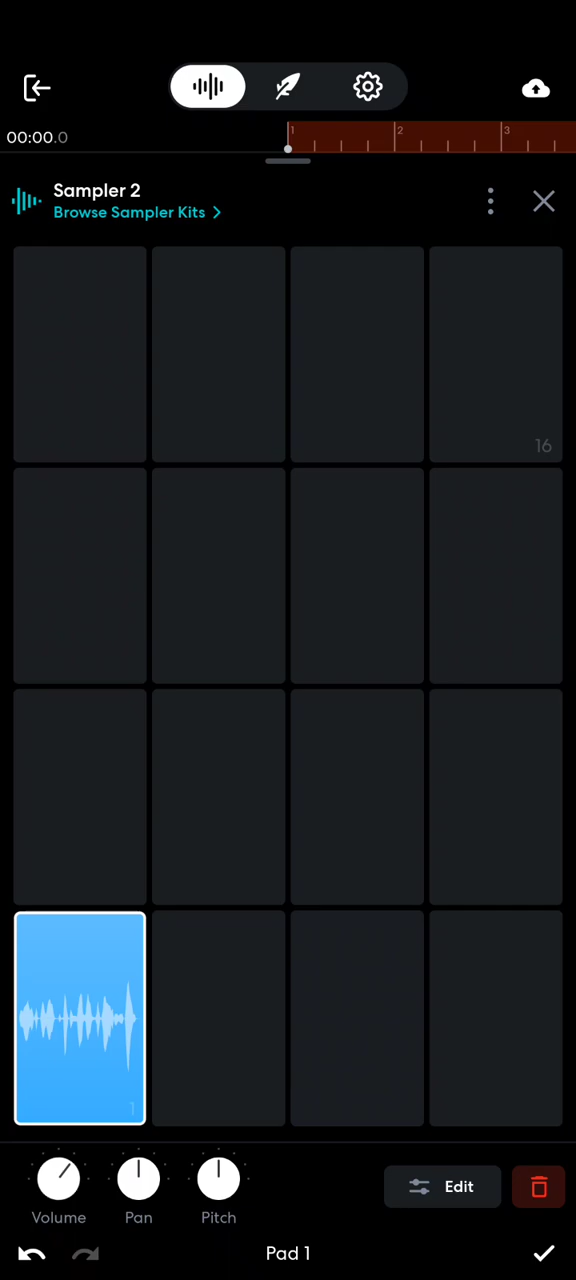 00:00.0
1
2
3
Sampler 2
Browse Sampler Kits
16
1
Edit
Volume
Pan
Pitch
Pad 1